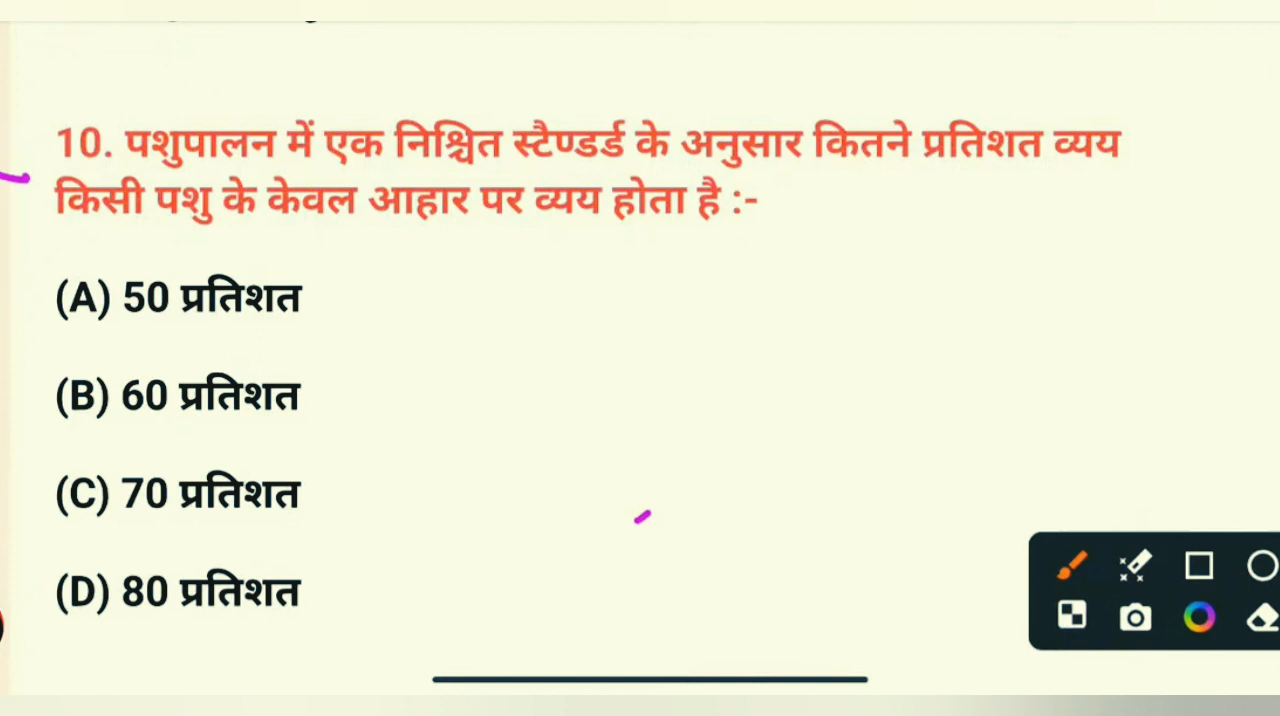 10. पशुपालन में एक निश्चित स्टैण्डर्ड के अनुसार कितने प्रतिशत व्यय
किसी पशु के केवल आहार पर व्यय होता है :-
(A) 50 प्रतिशत
(B) 60 प्रतिशत
(C) 70 प्रतिशत
(D) 80 प्रतिशत